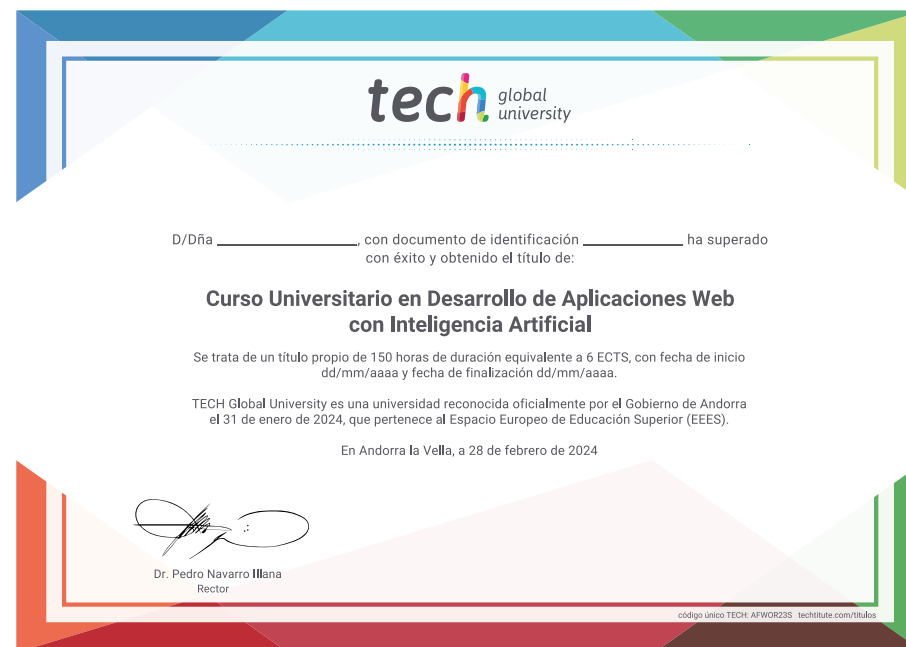 tech global university
D/Dña ____________________, con documento de identificación ______________ ha superado
con éxito y obtenido el título de:
Curso Universitario en Desarrollo de Aplicaciones Web
con Inteligencia Artificial
Se trata de un título propio de 150 horas de duración equivalente a 6 ECTS, con fecha de inicio
dd/mm/aaaa y fecha de finalización dd/mm/aaaa.
TECH Global University es una universidad reconocida oficialmente por el Gobierno de Andorra
el 31 de enero de 2024, que pertenece al Espacio Europeo de Educación Superior (EEES).
En Andorra la Vella, a 28 de febrero de 2024
Dr. Pedro Navarro Illana
Rector
código único TECH: AFWOR23S techtitute.com/titulos